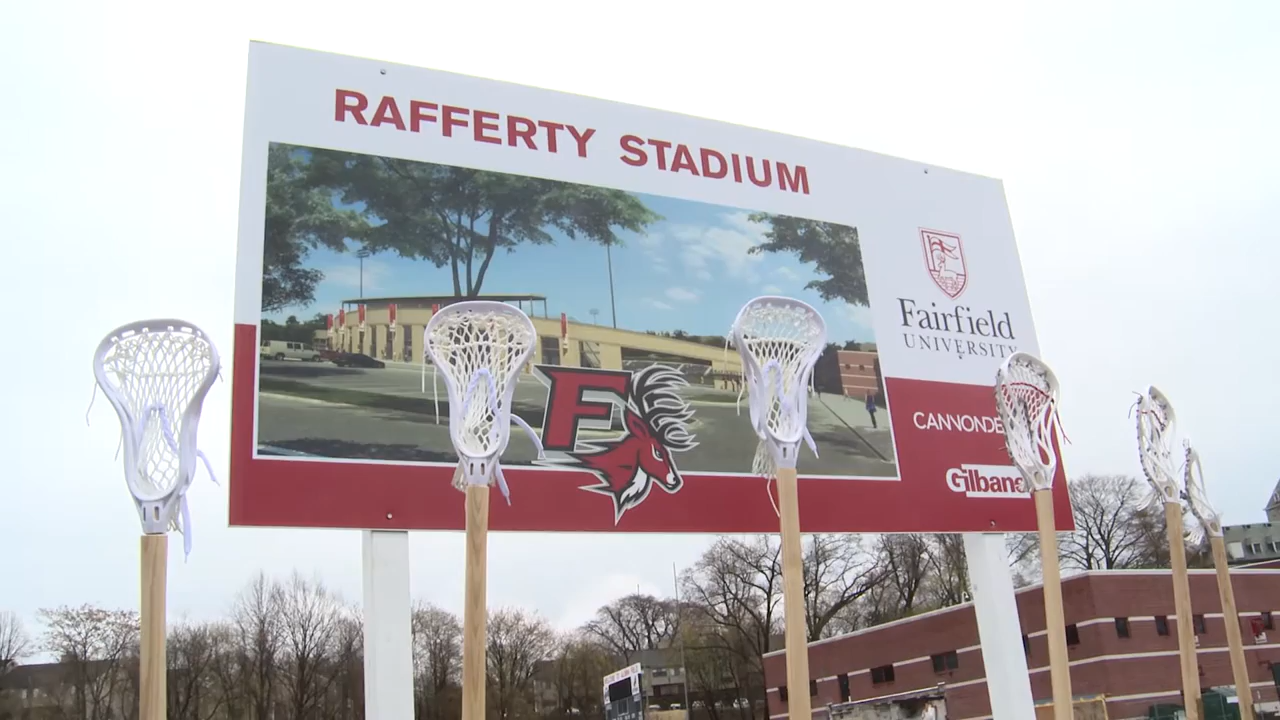 RAFFERTY STADIUM
Fairfield
UNIVERSITY
CANNONDE
Gilbane
F